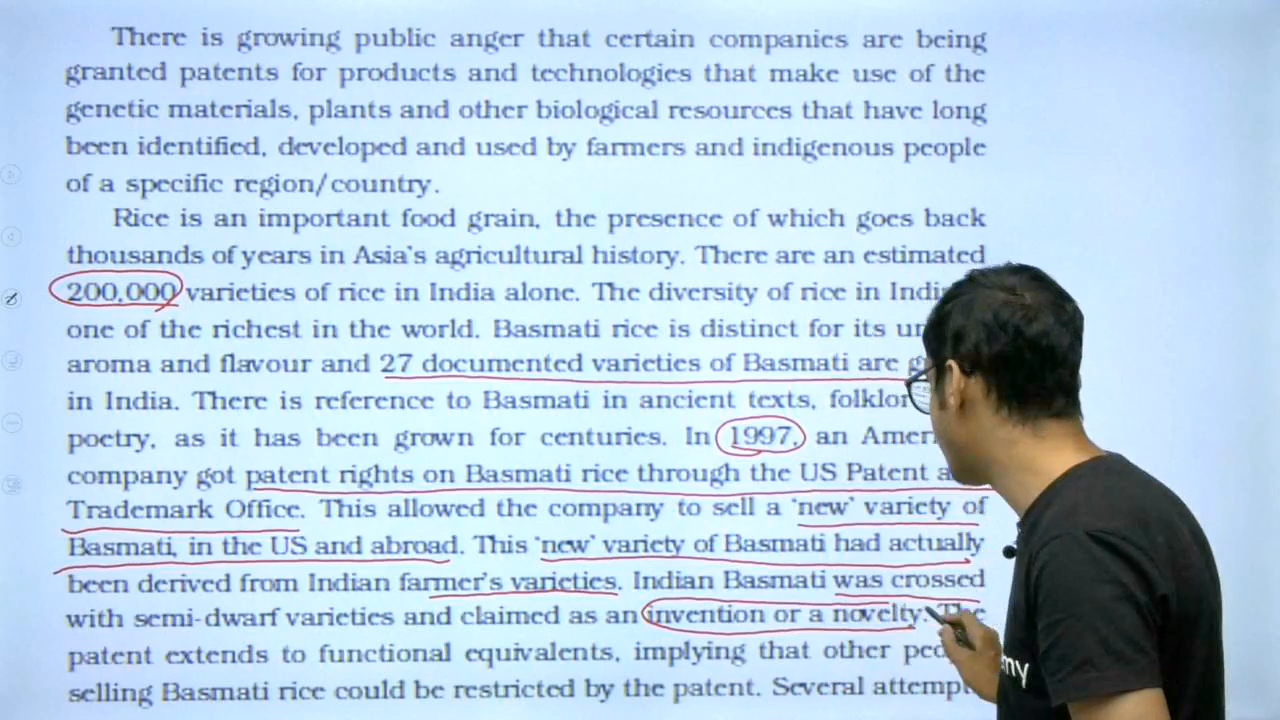 There is growing public anger that certain companies are being
granted patents for products and technologies that make use of the
genetic materials, plants and other biological resources that have long
been identified, developed and used by farmers and indigenous people
of a specific region/country.
Rice is an important food grain, the presence of which goes back
thousands of years in Asia's agricultural history. There are an estimated
200,000 varieties of rice in India alone. The diversity of rice in
one of the richest in the world. Basmati rice is distinct for its
aroma and flavour and 27 documented varieties of Basmati are
in India. There is reference to Basmati in ancient texts,
poetry, as it has been grown for centuries. In 1997, an
company got patent rights on Basmati rice through the US Patent
Trademark Office. This allowed the company to sell a 'new' variety of
Basmati, in the US and abroad. This 'new' variety of Basmati had actually
been derived from Indian farmer's varieties. Indian Basmati was crossed
with semi-dwarf varieties and claimed as an invention or a novelty. The
patent extends to functional equivalents, implying that other
selling Basmati rice could be restricted by the patent. Several
my